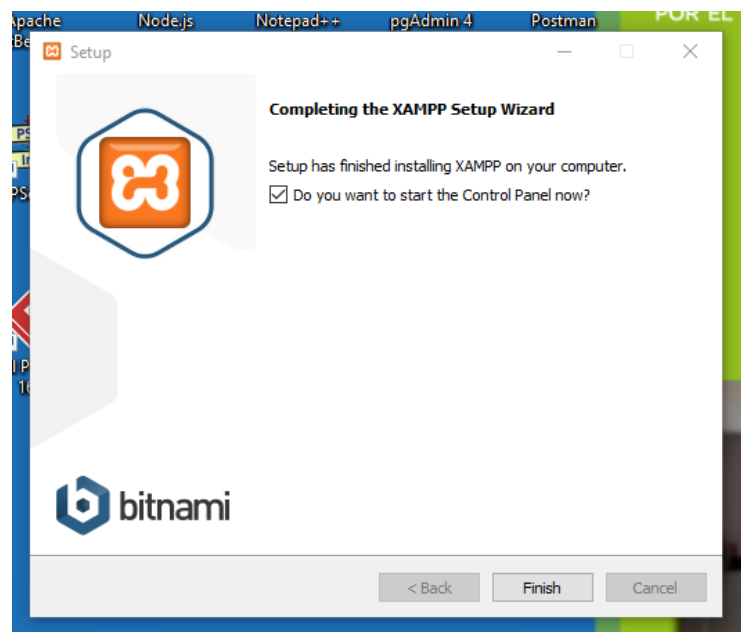 Node.js
Notepad++
pgAdmin 4
Postman
POR EL
Setup
Completing the XAMPP Setup Wizard
Setup has finished installing XAMPP on your computer.
Do you want to start the Control Panel now?
bitnami
< Back
Finish
Cancel